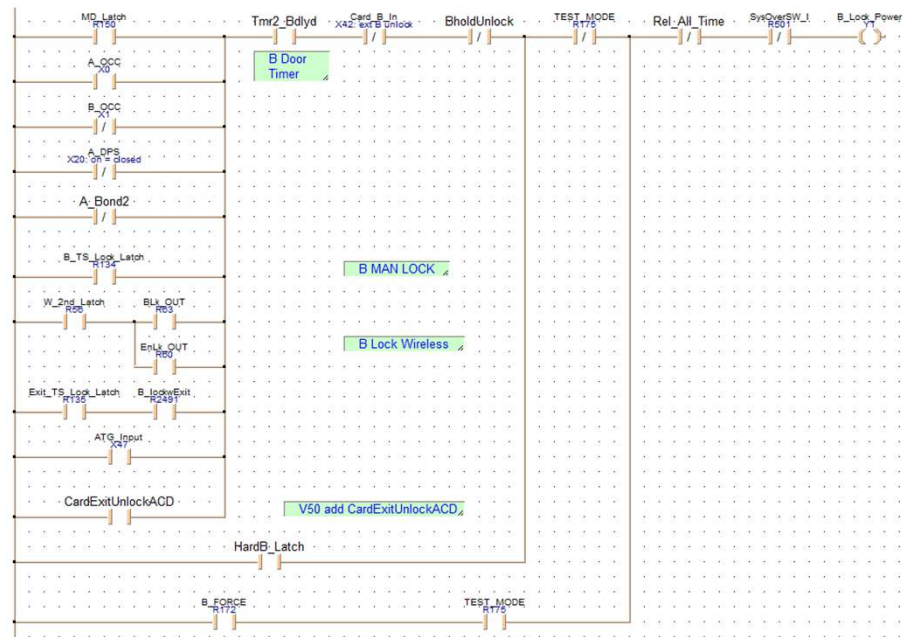 MD_Latch
R150
Tmr2_Bdlyd
Card_B_In
X42: ext B unlock
BholdUnlock
TEST_MODE
R175
Rel_All_Time
SysOverSW_I
R501
B_Lock_Power
Y1
A_OCC
X0
B Door
Timer
B_OCC
X1
A_DPS
X20: on = closed
A_Bond2
B_TS_Lock_Latch
R134
B MAN LOCK
W_2nd_Latch
R56
BLk_OUT
R63
EnLk_OUT
R60
B Lock Wireless
Exit_TS_Lock_Latch
R135
B_lockwExit
R2491
ATG_Input
X47
CardExitUnlockACD
V50 add CardExitUnlockACD
HardB_Latch
B_FORCE
R172
TEST_MODE
R175